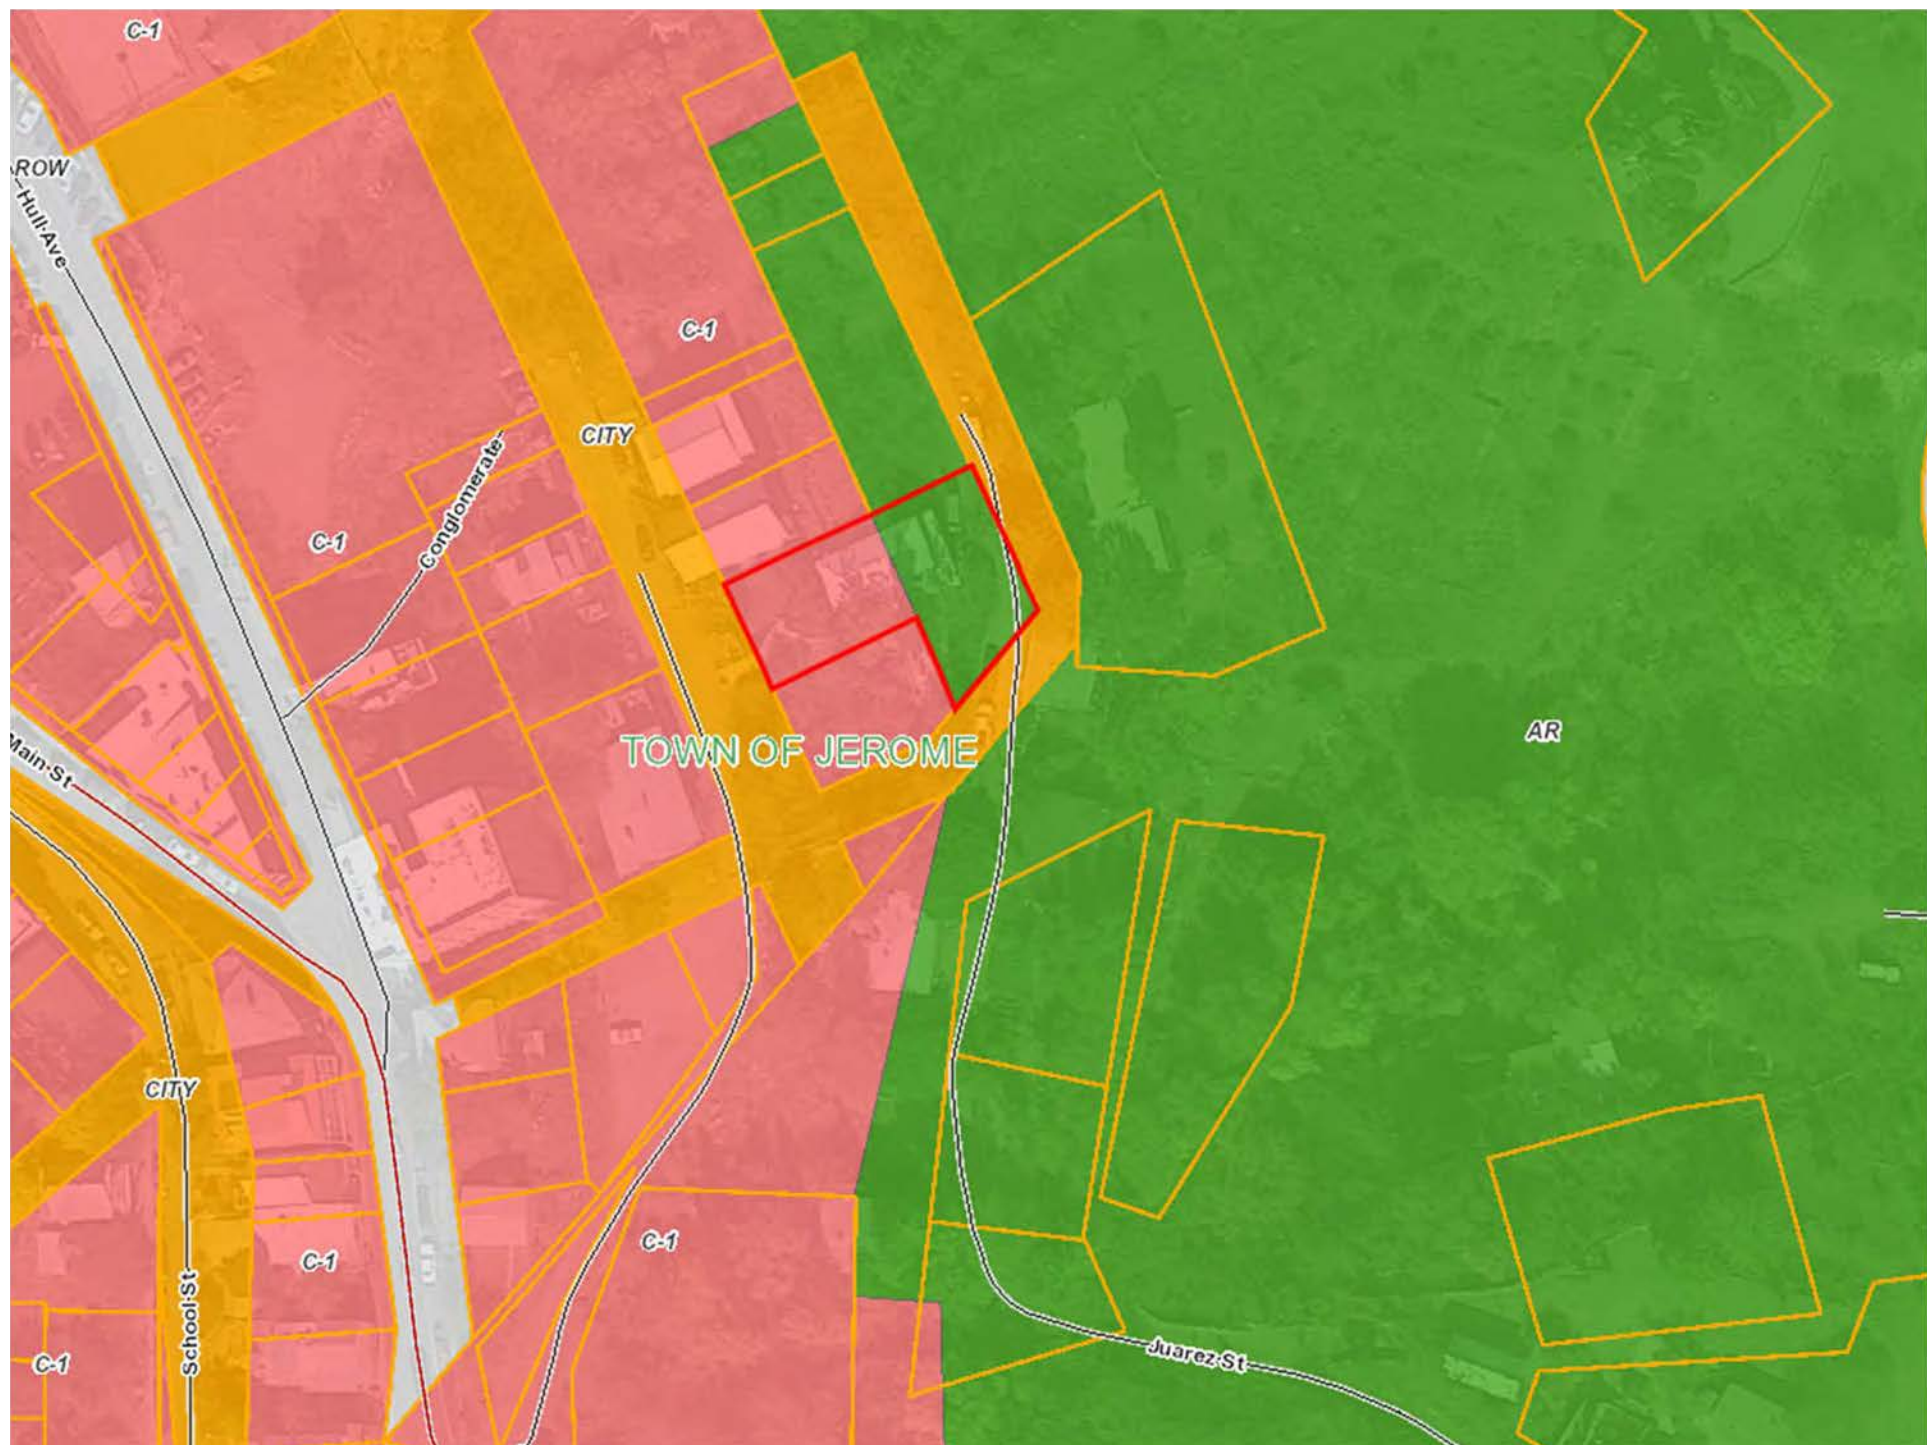 C-1
ROW
Hull Ave
C-1
CITY
Conglomerate
C-1
Main St
TOWN OF JEROME
AR
CITY
C-1
C-1
School St
Juarez St
C-1